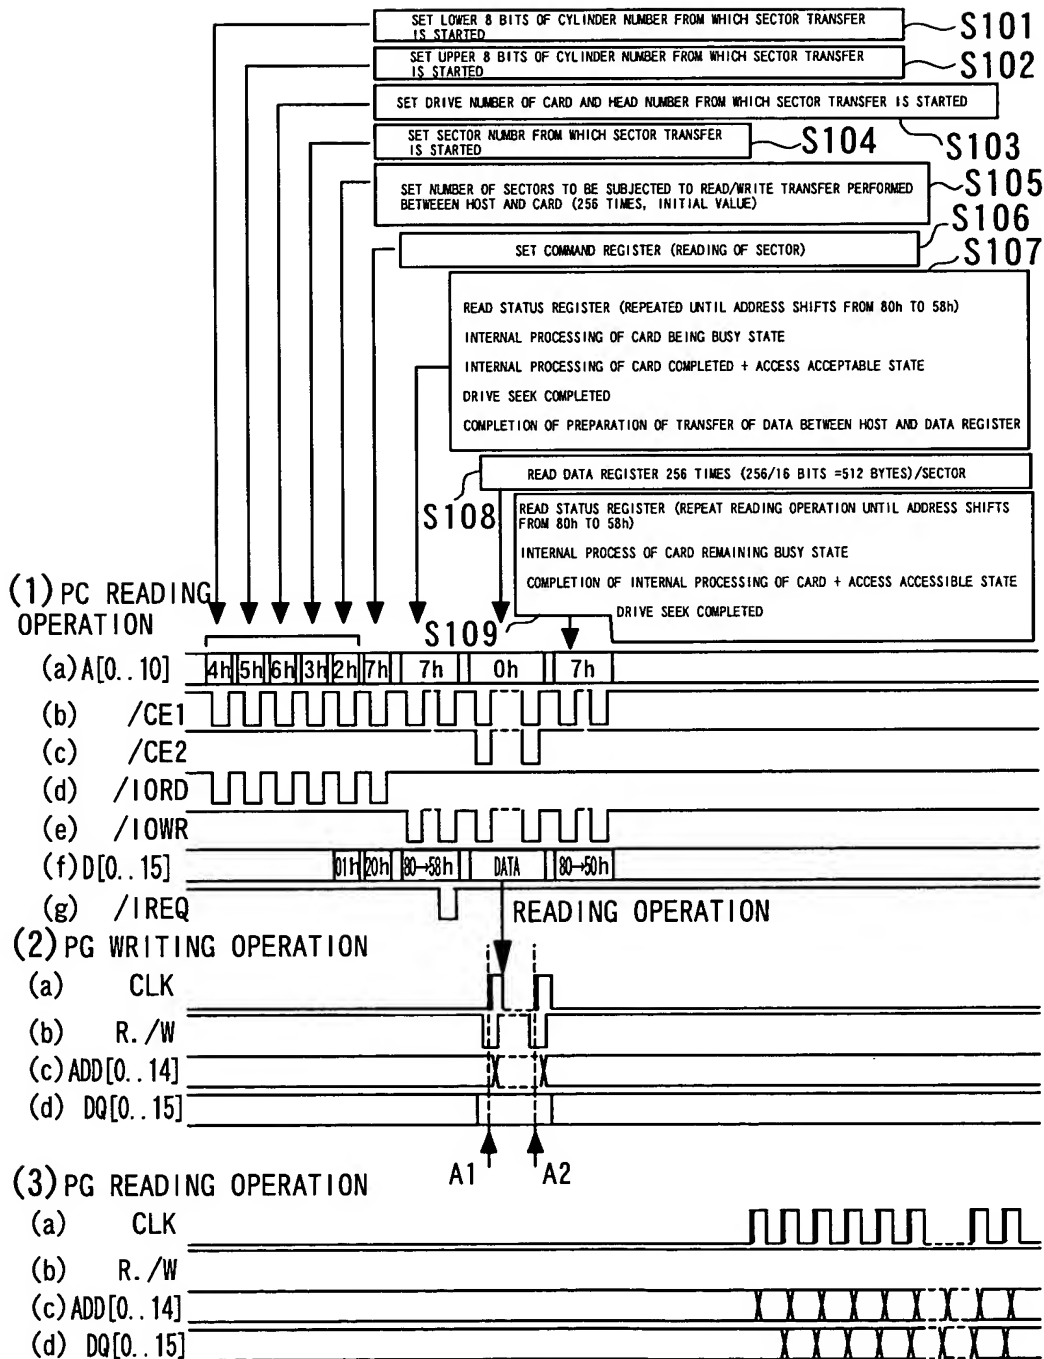 SET LOWER 8 BITS OF CYLINDER NUMBER FROM WHICH SECTOR TRANSFER
IS STARTED
S101
SET UPPER 8 BITS OF CYLINDER NUMBER FROM WHICH SECTOR TRANSFER
IS STARTED
S102
SET DRIVE NUMBER OF CARD AND HEAD NUMBER FROM WHICH SECTOR TRANSFER IS STARTED
S103
SET SECTOR NUMBR FROM WHICH SECTOR TRANSFER
IS STARTED
S104
SET NUMBER OF SECTORS TO BE SUBJECTED TO READ/WRITE TRANSFER PERFORMED
BETWEEEN HOST AND CARD (256 TIMES, INITIAL VALUE)
S105
SET COMMAND REGISTER (READING OF SECTOR)
S106
S107
READ STATUS REGISTER (REPEATED UNTIL ADDRESS SHIFTS FROM 80h TO 58h)
INTERNAL PROCESSING OF CARD BEING BUSY STATE
INTERNAL PROCESSING OF CARD COMPLETED + ACCESS ACCEPTABLE STATE
DRIVE SEEK COMPLETED
COMPLETION OF PREPARATION OF TRANSFER OF DATA BETWEEN HOST AND DATA REGISTER
READ DATA REGISTER 256 TIMES (256/16 BITS =512 BYTES)/SECTOR
S108
READ STATUS REGISTER (REPEAT READING OPERATION UNTIL ADDRESS SHIFTS
FROM 80h TO 58h)
INTERNAL PROCESS OF CARD REMAINING BUSY STATE
COMPLETION OF INTERNAL PROCESSING OF CARD + ACCESS ACCESSIBLE STATE
DRIVE SEEK COMPLETED
S109
(1) PC READING
OPERATION
(a) A[0..10] 4h 5h 6h 3h 2h 7h 7h 0h 7h
(b) /CE1
(c) /CE2
(d) /IORD
(e) /IOWR
(f) D[0..15] 01h 20h 80→58h DATA 80→50h
(g) /IREQ
READING OPERATION
(2) PG WRITING OPERATION
(a) CLK
(b) R./W
(c) ADD[0..14]
(d) DQ[0..15]
A1 A2
(3) PG READING OPERATION
(a) CLK
(b) R./W
(c) ADD[0..14]
(d) DQ[0..15]